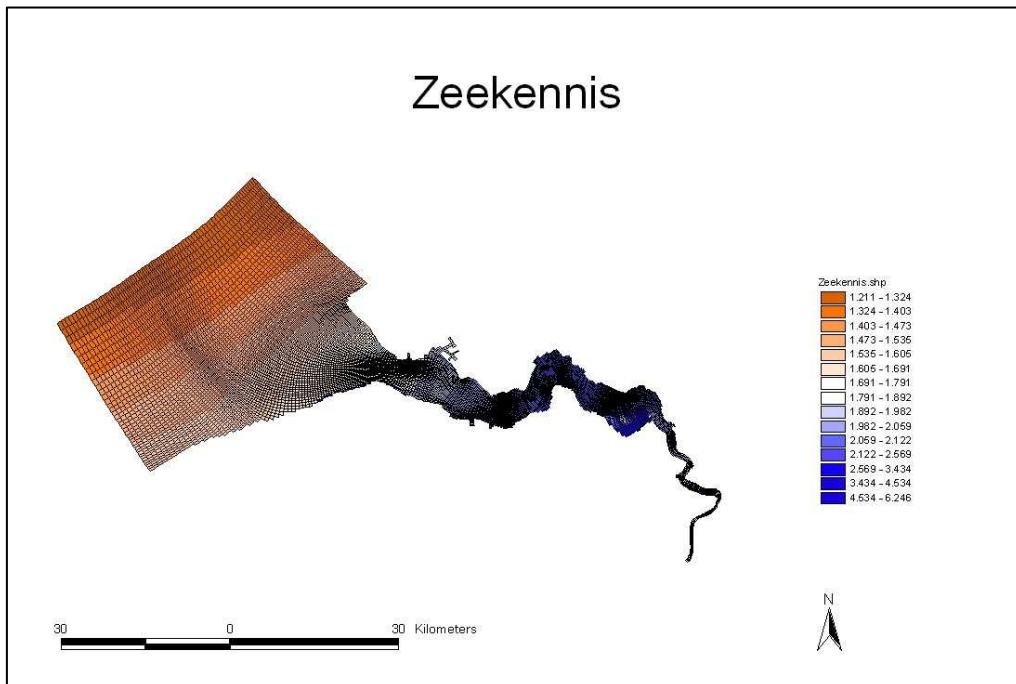 Zeekennis
Zeekennis.shp
1.211 - 1.324
1.324 - 1.403
1.403 - 1.473
1.473 - 1.535
1.535 - 1.605
1.605 - 1.691
1.691 - 1.791
1.791 - 1.892
1.892 - 1.982
1.982 - 2.059
2.059 - 2.122
2.122 - 2.569
2.569 - 3.434
3.434 - 4.534
4.534 - 6.246
30 0 30 Kilometers
N